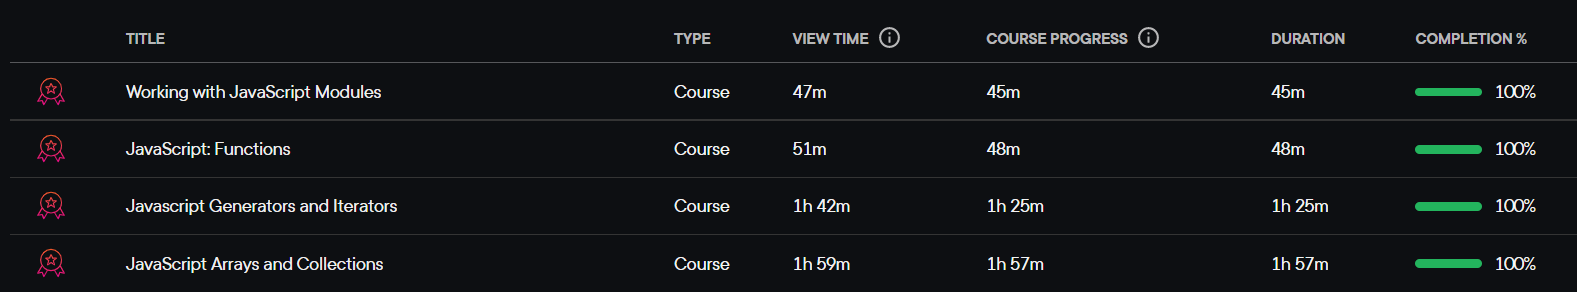 TITLE TYPE VIEW TIME COURSE PROGRESS DURATION COMPLETION %
Working with JavaScript Modules Course 47m 45m 45m 100%
JavaScript: Functions Course 51m 48m 48m 100%
Javascript Generators and Iterators Course 1h 42m 1h 25m 1h 25m 100%
JavaScript Arrays and Collections Course 1h 59m 1h 57m 1h 57m 100%